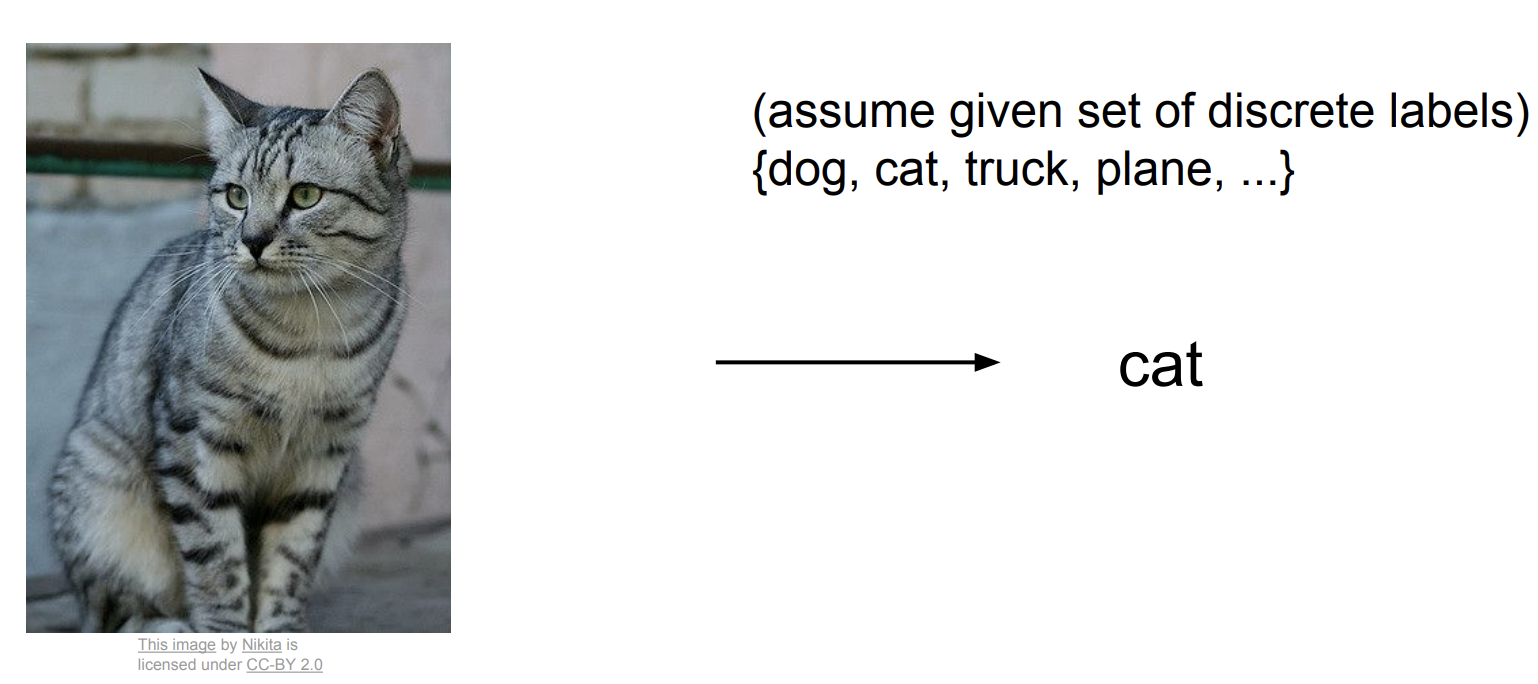 (assume given set of discrete labels)
{dog, cat, truck, plane, ...}
cat
This image by Nikita is
licensed under CC-BY 2.0